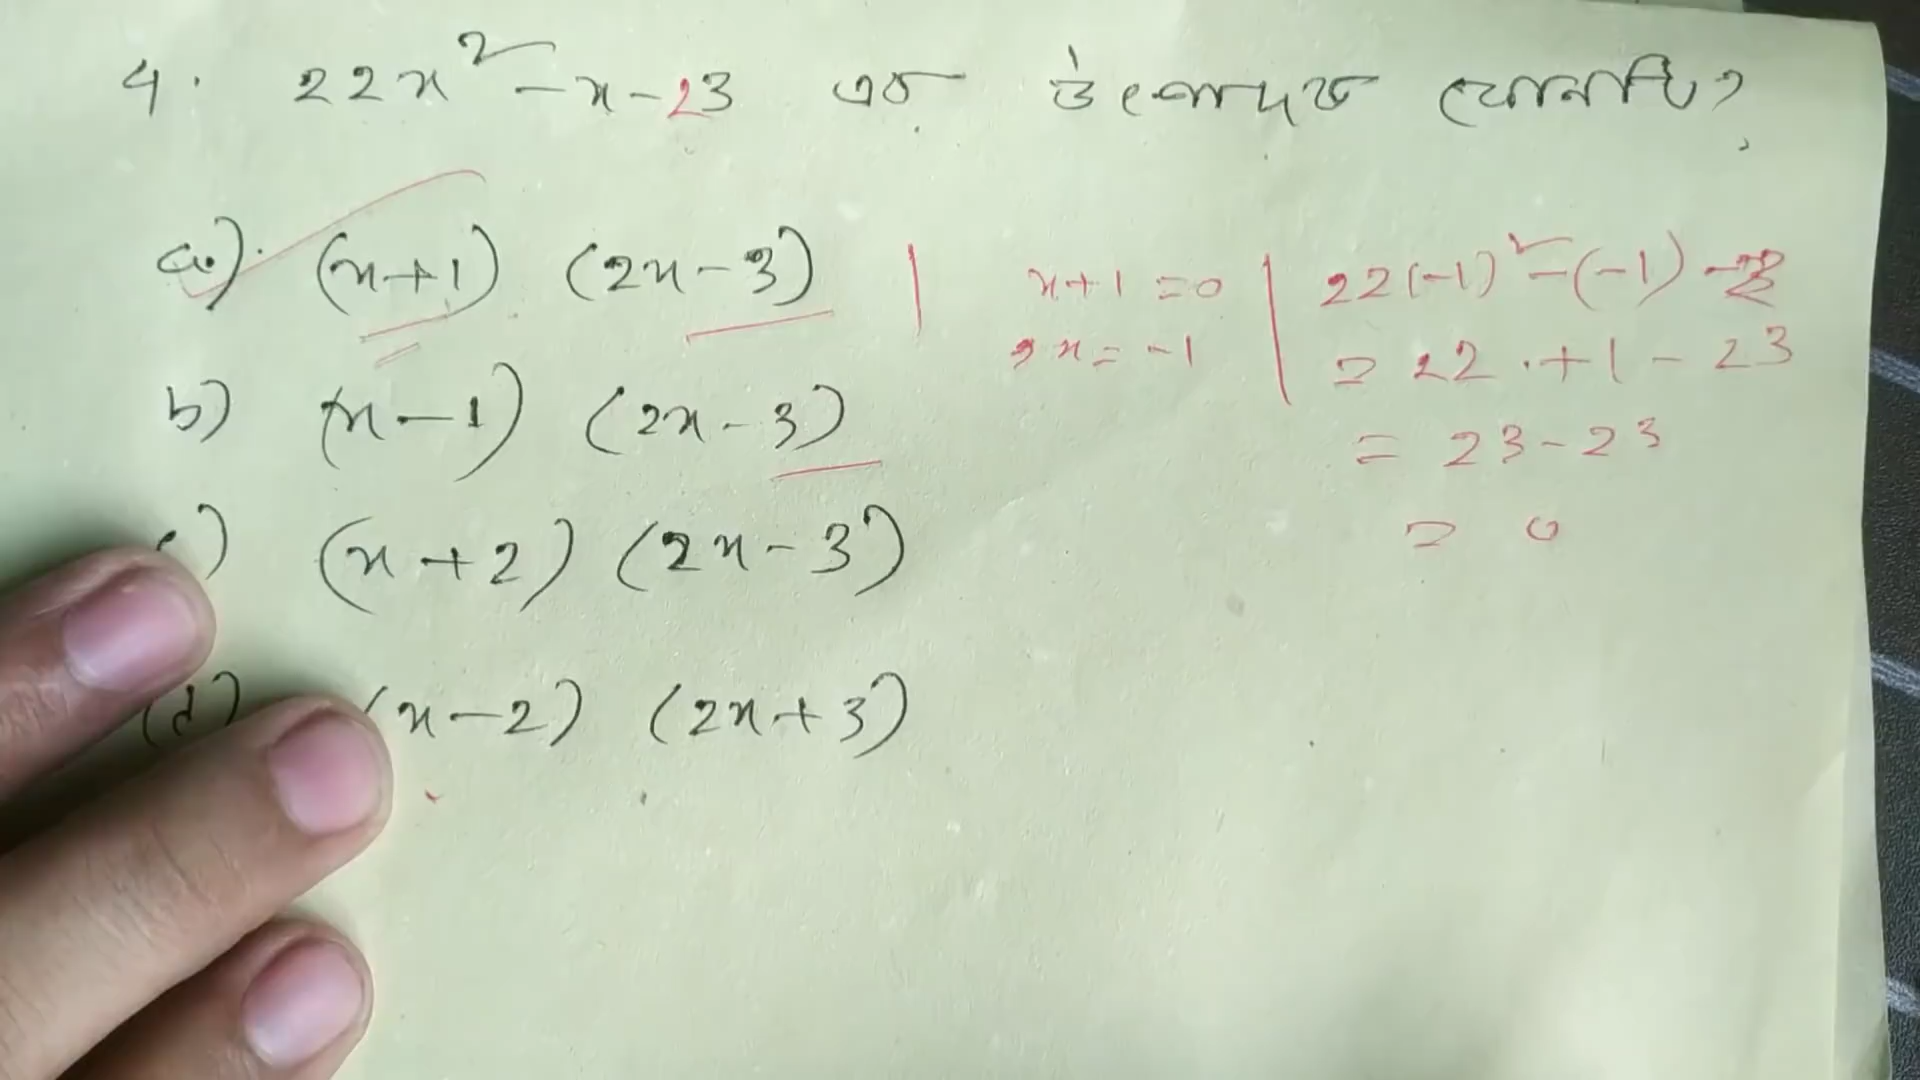 4. 22x² - x - 23 এর উৎপাদক কোনটি?
a). (x+1) (2x-3)
x+1 = 0
x = -1
22(-1)² - (-1) - 23
= 22 + 1 - 23
= 23 - 23
= 0
b) (x-1) (2x-3)
c) (x+2) (2x-3)
(d) (x-2) (2x+3)